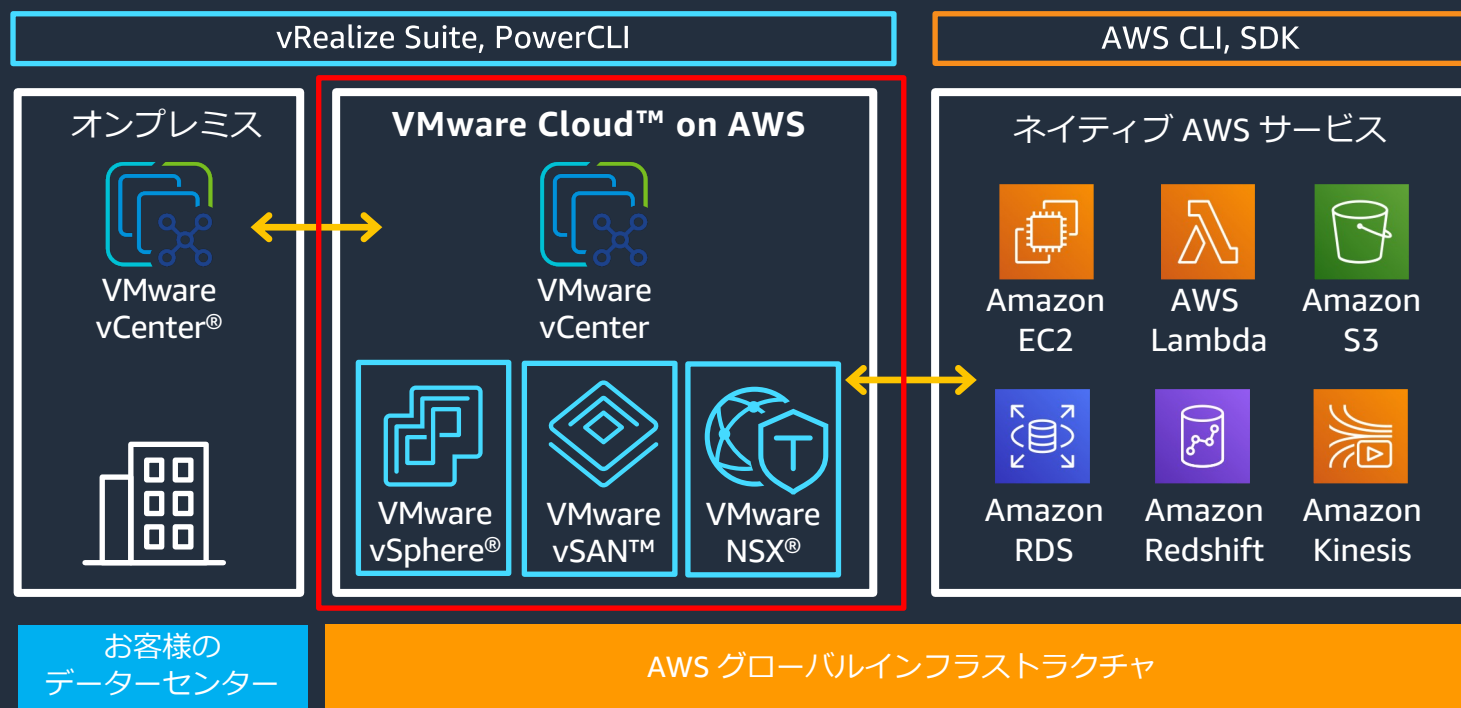 vRealize Suite, PowerCLI
AWS CLI, SDK
オンプレミス
VMware
vCenter®
VMware Cloud™ on AWS
VMware
vCenter
VMware
vSphere®
VMware
vSAN™
VMware
NSX®
ネイティブ AWS サービス
Amazon
EC2
AWS
Lambda
Amazon
S3
Amazon
RDS
Amazon
Redshift
Amazon
Kinesis
お客様の
データーセンター
AWS グローバルインフラストラクチャ